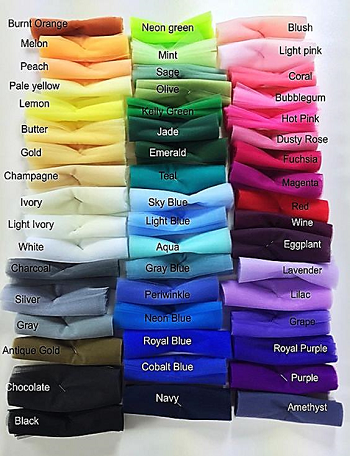 Burnt Orange
Melon
Peach
Pale yellow
Lemon
Butter
Gold
Champagne
Ivory
Light Ivory
White
Charcoal
Silver
Gray
Antique Gold
Chocolate
Black
Neon green
Mint
Sage
Olive
Kelly Green
Jade
Emerald
Teal
Sky Blue
Light Blue
Aqua
Gray Blue
Periwinkle
Neon Blue
Royal Blue
Cobalt Blue
Navy
Blush
Light pink
Coral
Bubblegum
Hot Pink
Dusty Rose
Fuchsia
Magenta
Red
Wine
Eggplant
Lavender
Lilac
Grape
Royal Purple
Purple
Amethyst